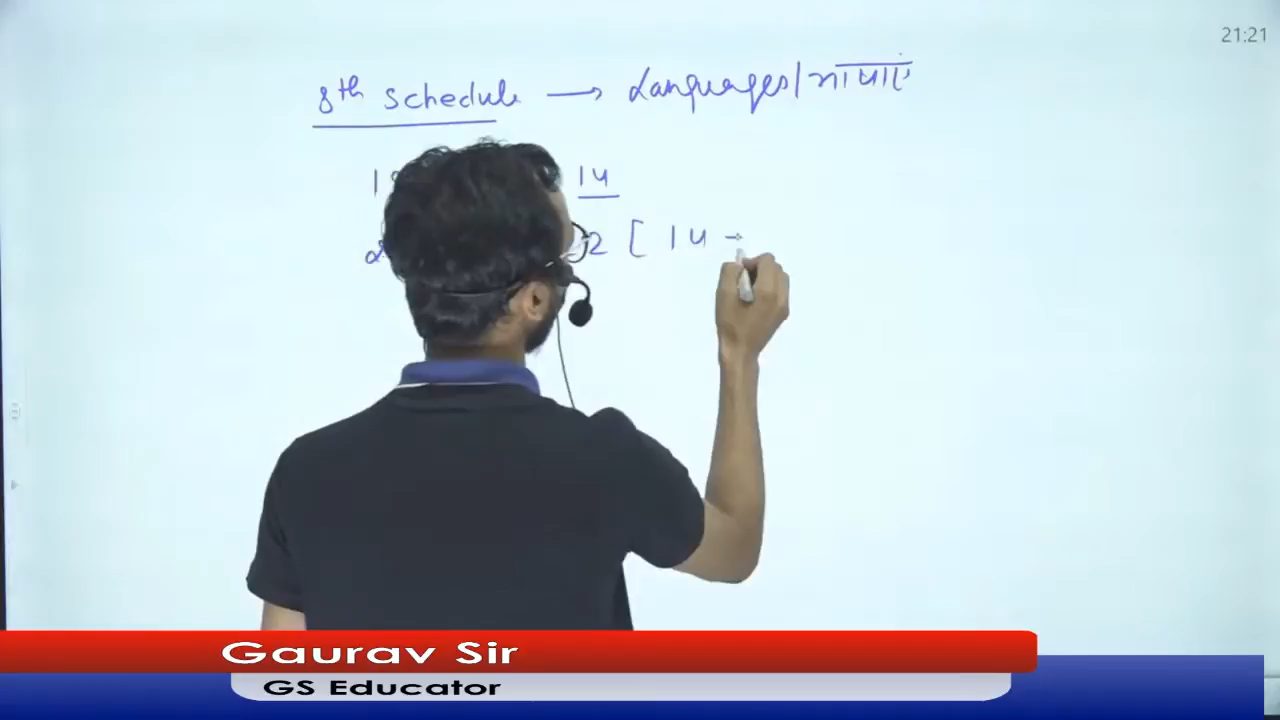 21:21
8th schedule → Languages/भाषाएं
14
2 [ 14
Gaurav Sir
GS Educator